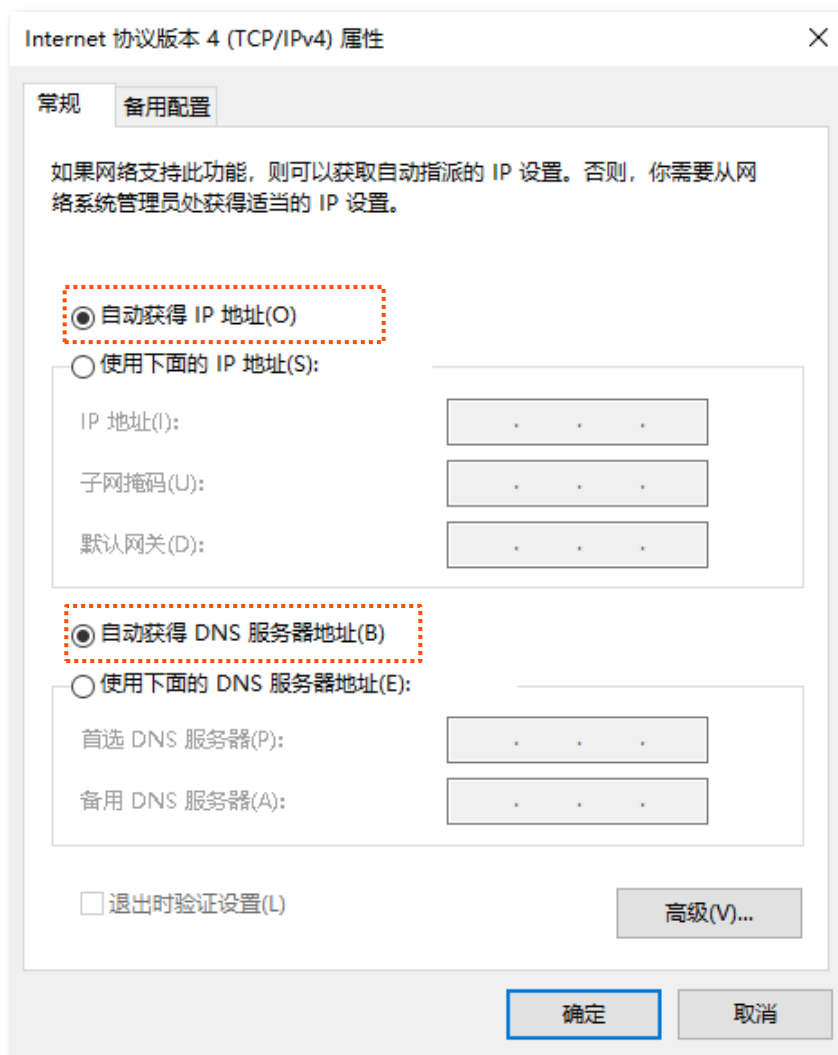 Internet 协议版本 4 (TCP/IPv4) 属性
常规
备用配置
如果网络支持此功能，则可以获取自动指派的 IP 设置。否则，你需要从网
络系统管理员处获得适当的 IP 设置。
自动获得 IP 地址(O)
使用下面的 IP 地址(S):
IP 地址(I):
子网掩码(U):
默认网关(D):
自动获得 DNS 服务器地址(B)
使用下面的 DNS 服务器地址(E):
首选 DNS 服务器(P):
备用 DNS 服务器(A):
退出时验证设置(L)
高级(V)...
确定
取消